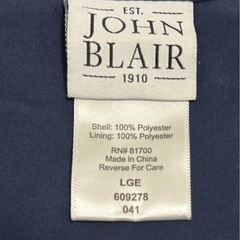 EST.
JOHN
BLAIR
1910
Shell: 100% Polyester
Lining: 100% Polyester
RN# 81700
Made In China
Reverse For Care
LGE
609278
041